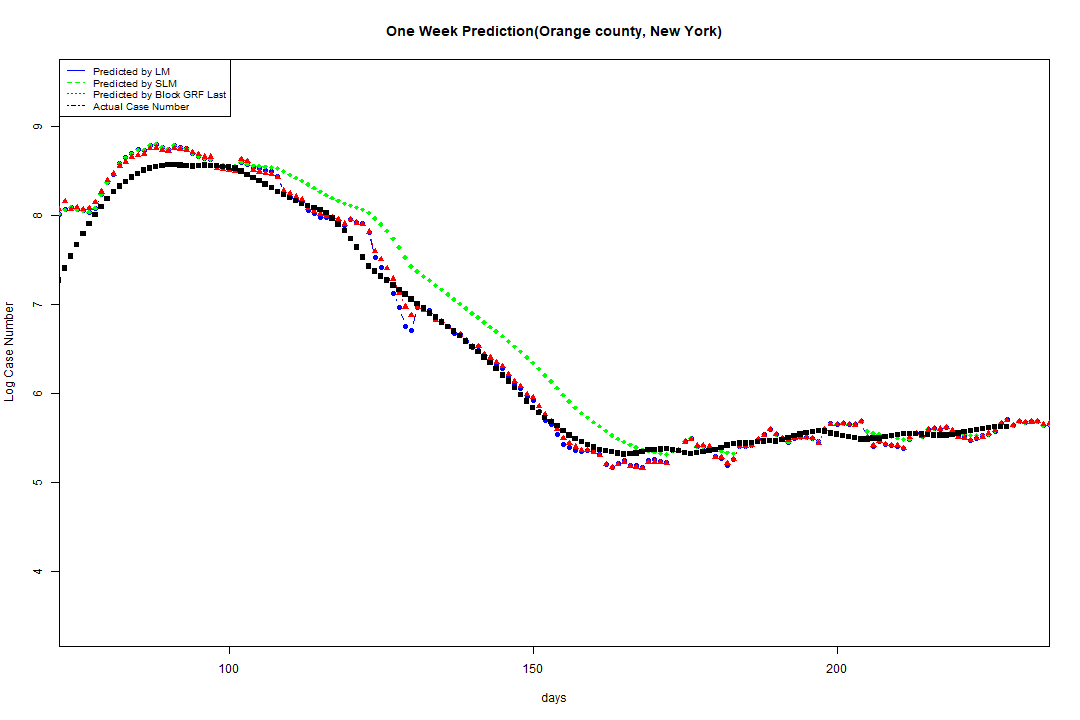 One Week Prediction(Orange county, New York)
Predicted by LM
Predicted by SLM
Predicted by Block GRF Last
Actual Case Number
9
8
7
6
5
4
Log Case Number
100 150 200
days